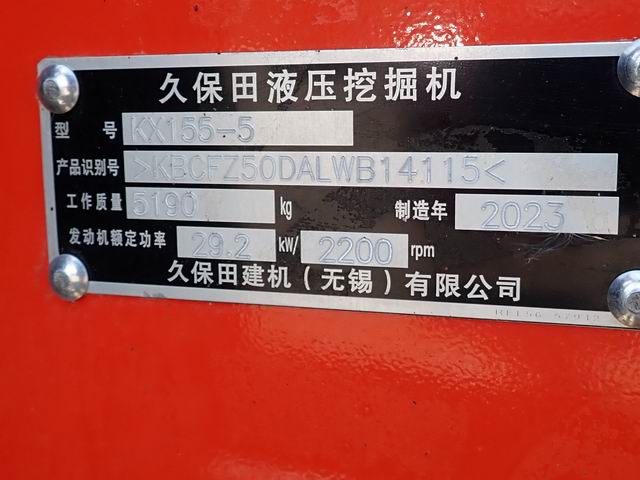 久保田液压挖掘机
型 号 KX155-5
产品识别号 >KBCFZ50DALWB14115<
工作质量 5190 kg 制造年 2023
发动机额定功率 29.2 kW/ 2200 rpm
久保田建机（无锡）有限公司